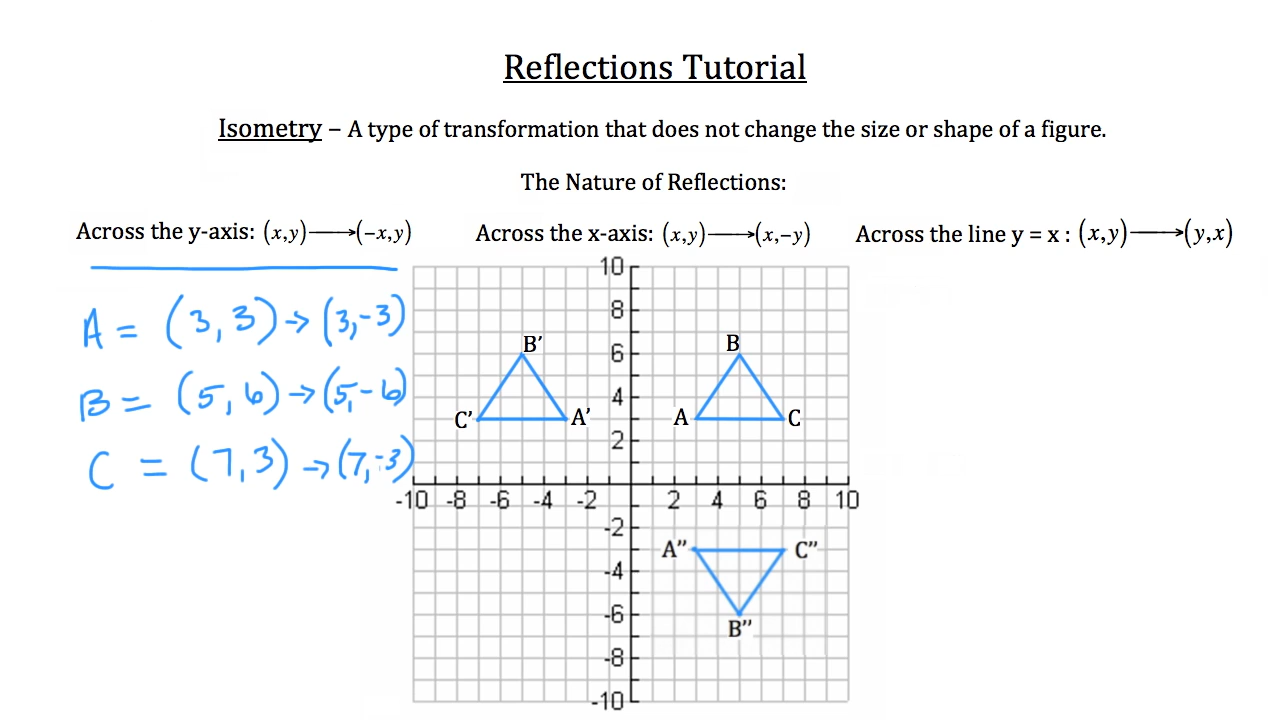 Reflections Tutorial
Isometry – A type of transformation that does not change the size or shape of a figure.
The Nature of Reflections:
Across the y-axis: (x,y)⟶(−x,y)
Across the x-axis: (x,y)⟶(x,−y)
Across the line y = x : (x,y)⟶(y,x)
A = (3, 3) → (3,-3)
B = (5, 6) → (5,-6)
C = (7, 3) → (7,-3)
10
8
6
4
2
-10 -8 -6 -4 -2 2 4 6 8 10
-2
-4
-6
-8
-10
B'
C'
A'
B
A
C
A"
C"
B"